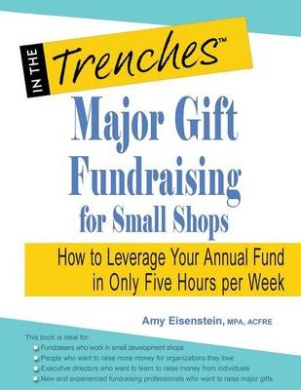 IN THE
Trenches™
Major Gift
Fundraising
for Small Shops
How to Leverage Your Annual Fund
in Only Five Hours per Week
Amy Eisenstein, MPA, ACFRE
This book is ideal for:
Fundraisers who work in small development shops
People who want to raise more money for organizations they love
Executive directors who want to learn to raise money from individuals
New and experienced fundraising professionals who want to raise major gifts